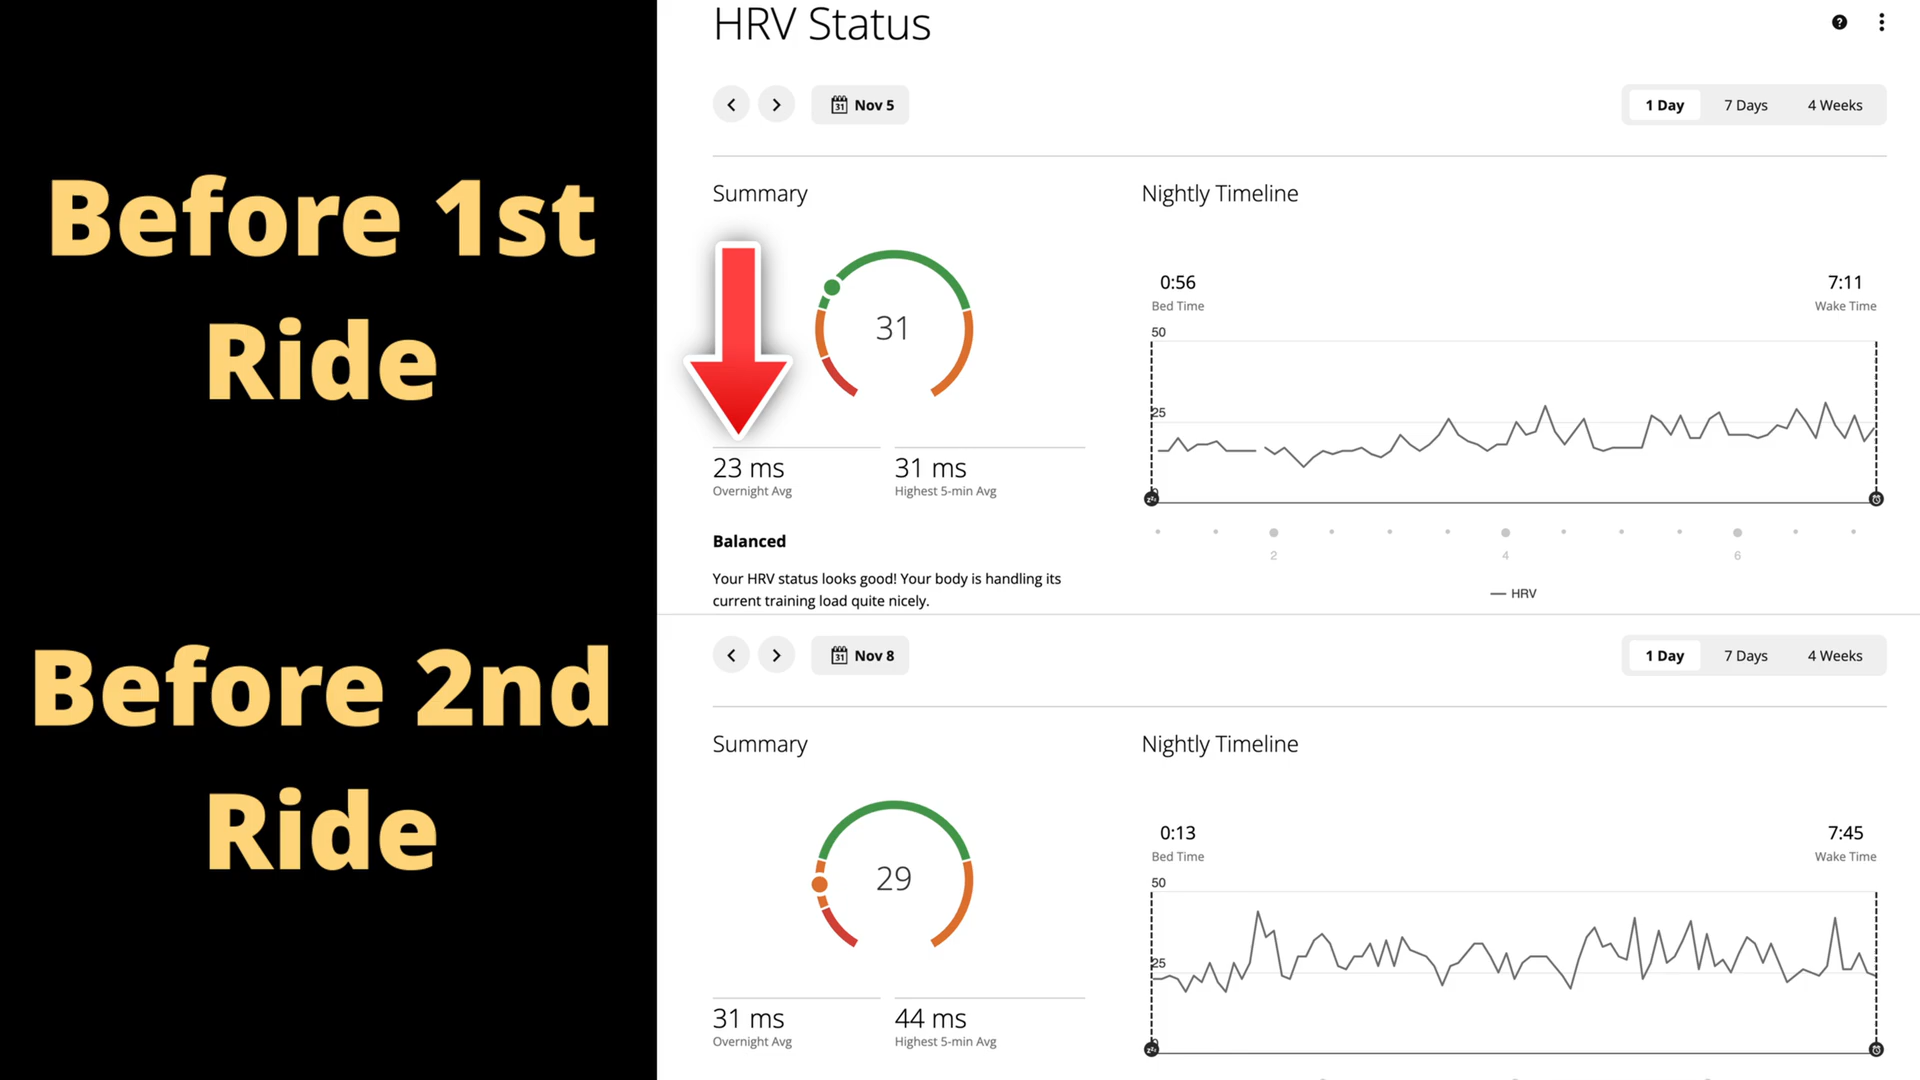 Before 1st
Ride
Before 2nd
Ride
HRV Status
Nov 5
1 Day 7 Days 4 Weeks
Summary
31
23 ms
Overnight Avg
31 ms
Highest 5-min Avg
Balanced
Your HRV status looks good! Your body is handling its
current training load quite nicely.
Nightly Timeline
0:56
Bed Time
7:11
Wake Time
50
25
0
2 4 6
HRV
Nov 8
1 Day 7 Days 4 Weeks
Summary
29
31 ms
Overnight Avg
44 ms
Highest 5-min Avg
Nightly Timeline
0:13
Bed Time
7:45
Wake Time
50
25
0